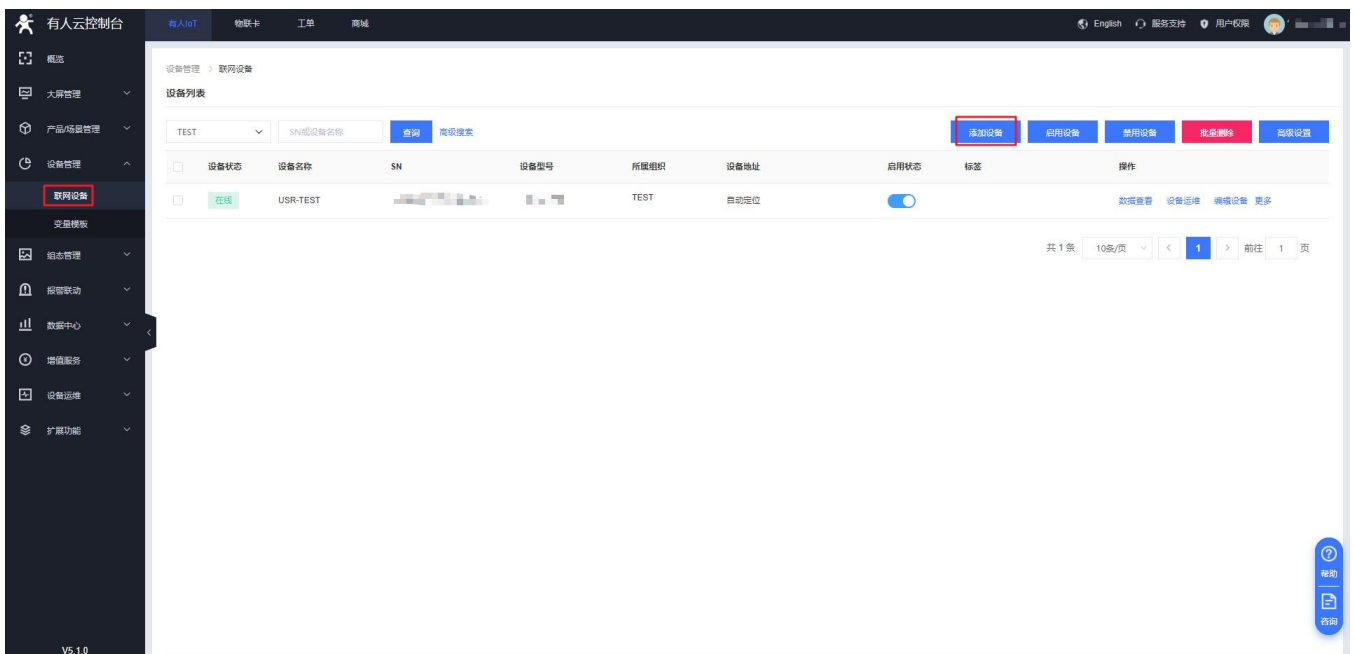 有人云控制台 有人IoT 物联卡 工单 商城 English 服务支持 用户权限
概览
大屏管理
产品/场景管理
设备管理
联网设备
变量模板
组态管理
报警联动
数据中心
增值服务
设备运维
扩展功能
V5.1.0
设备管理 > 联网设备
设备列表
TEST SN或设备名称 查询 高级搜索 添加设备 启用设备 禁用设备 批量删除 高级设置
设备状态 设备名称 SN 设备型号 所属组织 设备地址 启用状态 标签 操作
在线 USR-TEST TEST 自动定位 数据查看 设备运维 编辑设备 更多
共 1 条 10条/页 < 1 > 前往 1 页
帮助
咨询